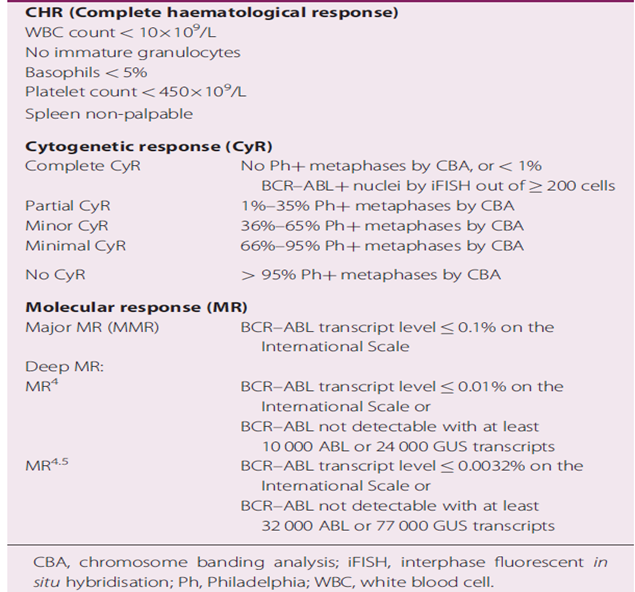 CHR (Complete haematological response)
WBC count < 10×10⁹/L
No immature granulocytes
Basophils < 5%
Platelet count < 450×10⁹/L
Spleen non-palpable
Cytogenetic response (CyR)
Complete CyR No Ph+ metaphases by CBA, or < 1%
BCR–ABL+ nuclei by iFISH out of ≥ 200 cells
Partial CyR 1%–35% Ph+ metaphases by CBA
Minor CyR 36%–65% Ph+ metaphases by CBA
Minimal CyR 66%–95% Ph+ metaphases by CBA
No CyR > 95% Ph+ metaphases by CBA
Molecular response (MR)
Major MR (MMR) BCR–ABL transcript level ≤ 0.1% on the
International Scale
Deep MR:
MR⁴ BCR–ABL transcript level ≤ 0.01% on the
International Scale or
BCR–ABL not detectable with at least
10 000 ABL or 24 000 GUS transcripts
MR⁴·⁵ BCR–ABL transcript level ≤ 0.0032% on the
International Scale or
BCR–ABL not detectable with at least
32 000 ABL or 77 000 GUS transcripts
CBA, chromosome banding analysis; iFISH, interphase fluorescent in
situ hybridisation; Ph, Philadelphia; WBC, white blood cell.